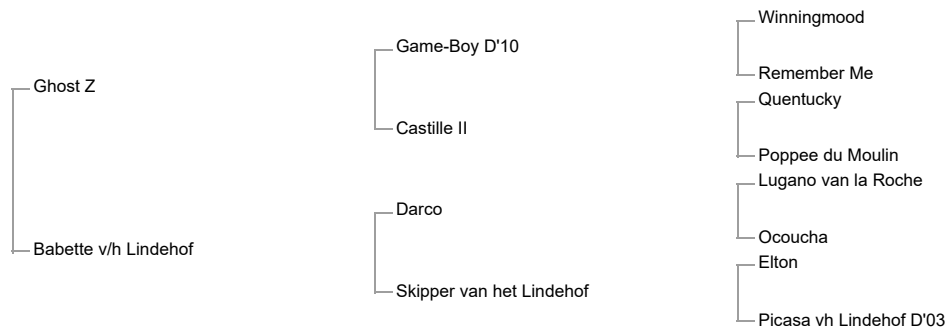 Winningmood
Game-Boy D'10
Remember Me
Ghost Z
Quentucky
Castille II
Poppee du Moulin
Lugano van la Roche
Darco
Ocoucha
Babette v/h Lindehof
Elton
Skipper van het Lindehof
Picasa vh Lindehof D'03